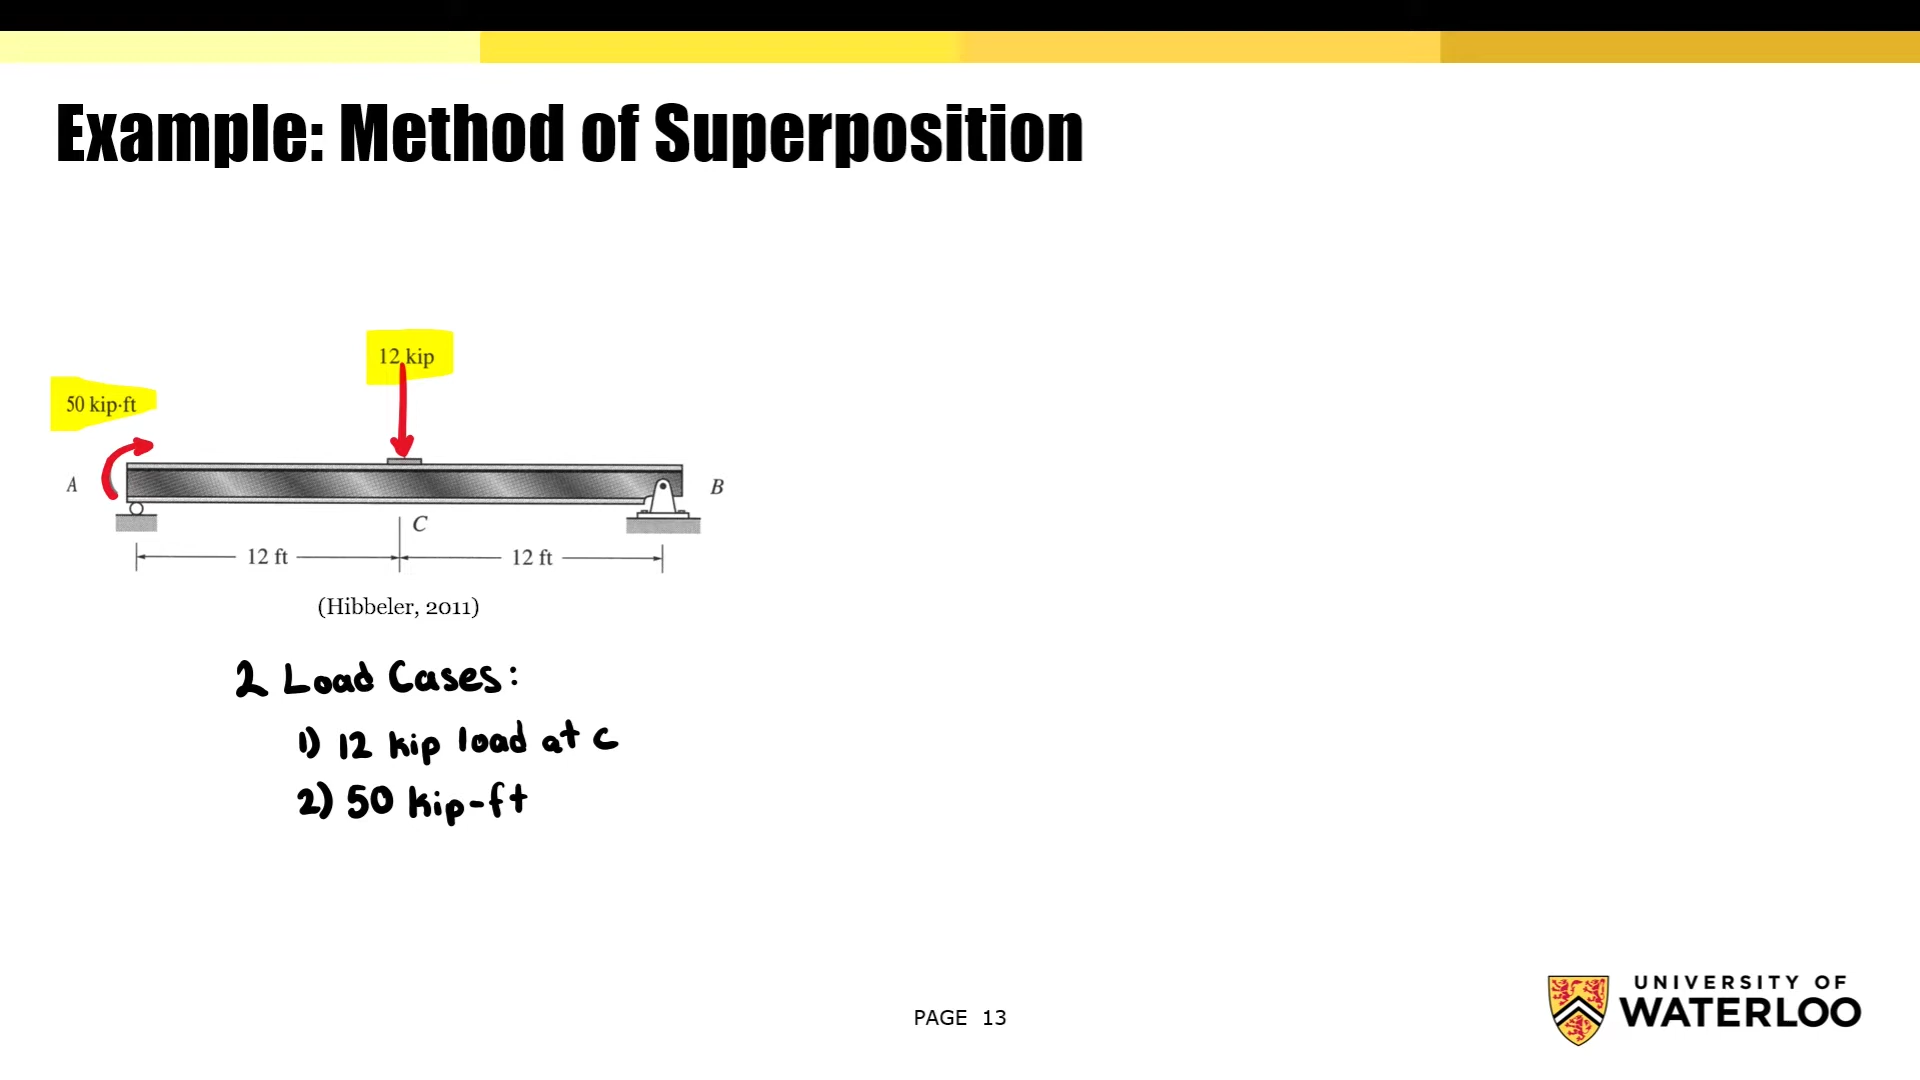 Example: Method of Superposition
12 kip
50 kip·ft
A
B
C
12 ft
12 ft
(Hibbeler, 2011)
2 Load Cases:
1) 12 kip load at C
2) 50 kip-ft
PAGE 13
UNIVERSITY OF
WATERLOO